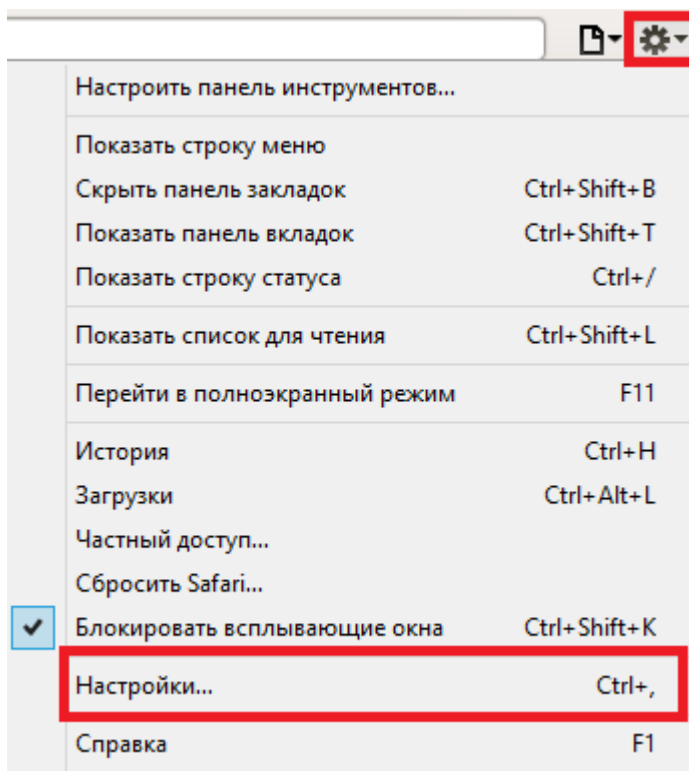 Настроить панель инструментов...
Показать строку меню
Скрыть панель закладок Ctrl+Shift+B
Показать панель вкладок Ctrl+Shift+T
Показать строку статуса Ctrl+/
Показать список для чтения Ctrl+Shift+L
Перейти в полноэкранный режим F11
История Ctrl+H
Загрузки Ctrl+Alt+L
Частный доступ...
Сбросить Safari...
Блокировать всплывающие окна Ctrl+Shift+K
Настройки... Ctrl+,
Справка F1